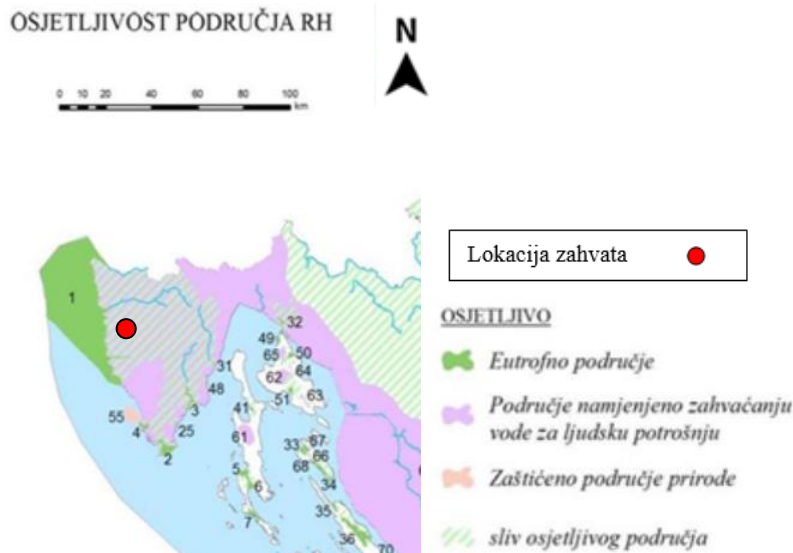 OSJETLJIVOST PODRUČJA RH
N
0 10 20 40 60 80 100
km
1
Lokacija zahvata
32
49
65
50
31
64
62
48
51
63
3
41
55
4
25
61
2
33
67
66
5
68
6
34
7
35
36
70
OSJETLJIVO
Eutrofno područje
Područje namjenjeno zahvaćanju
vode za ljudsku potrošnju
Zaštićeno područje prirode
sliv osjetljivog područja